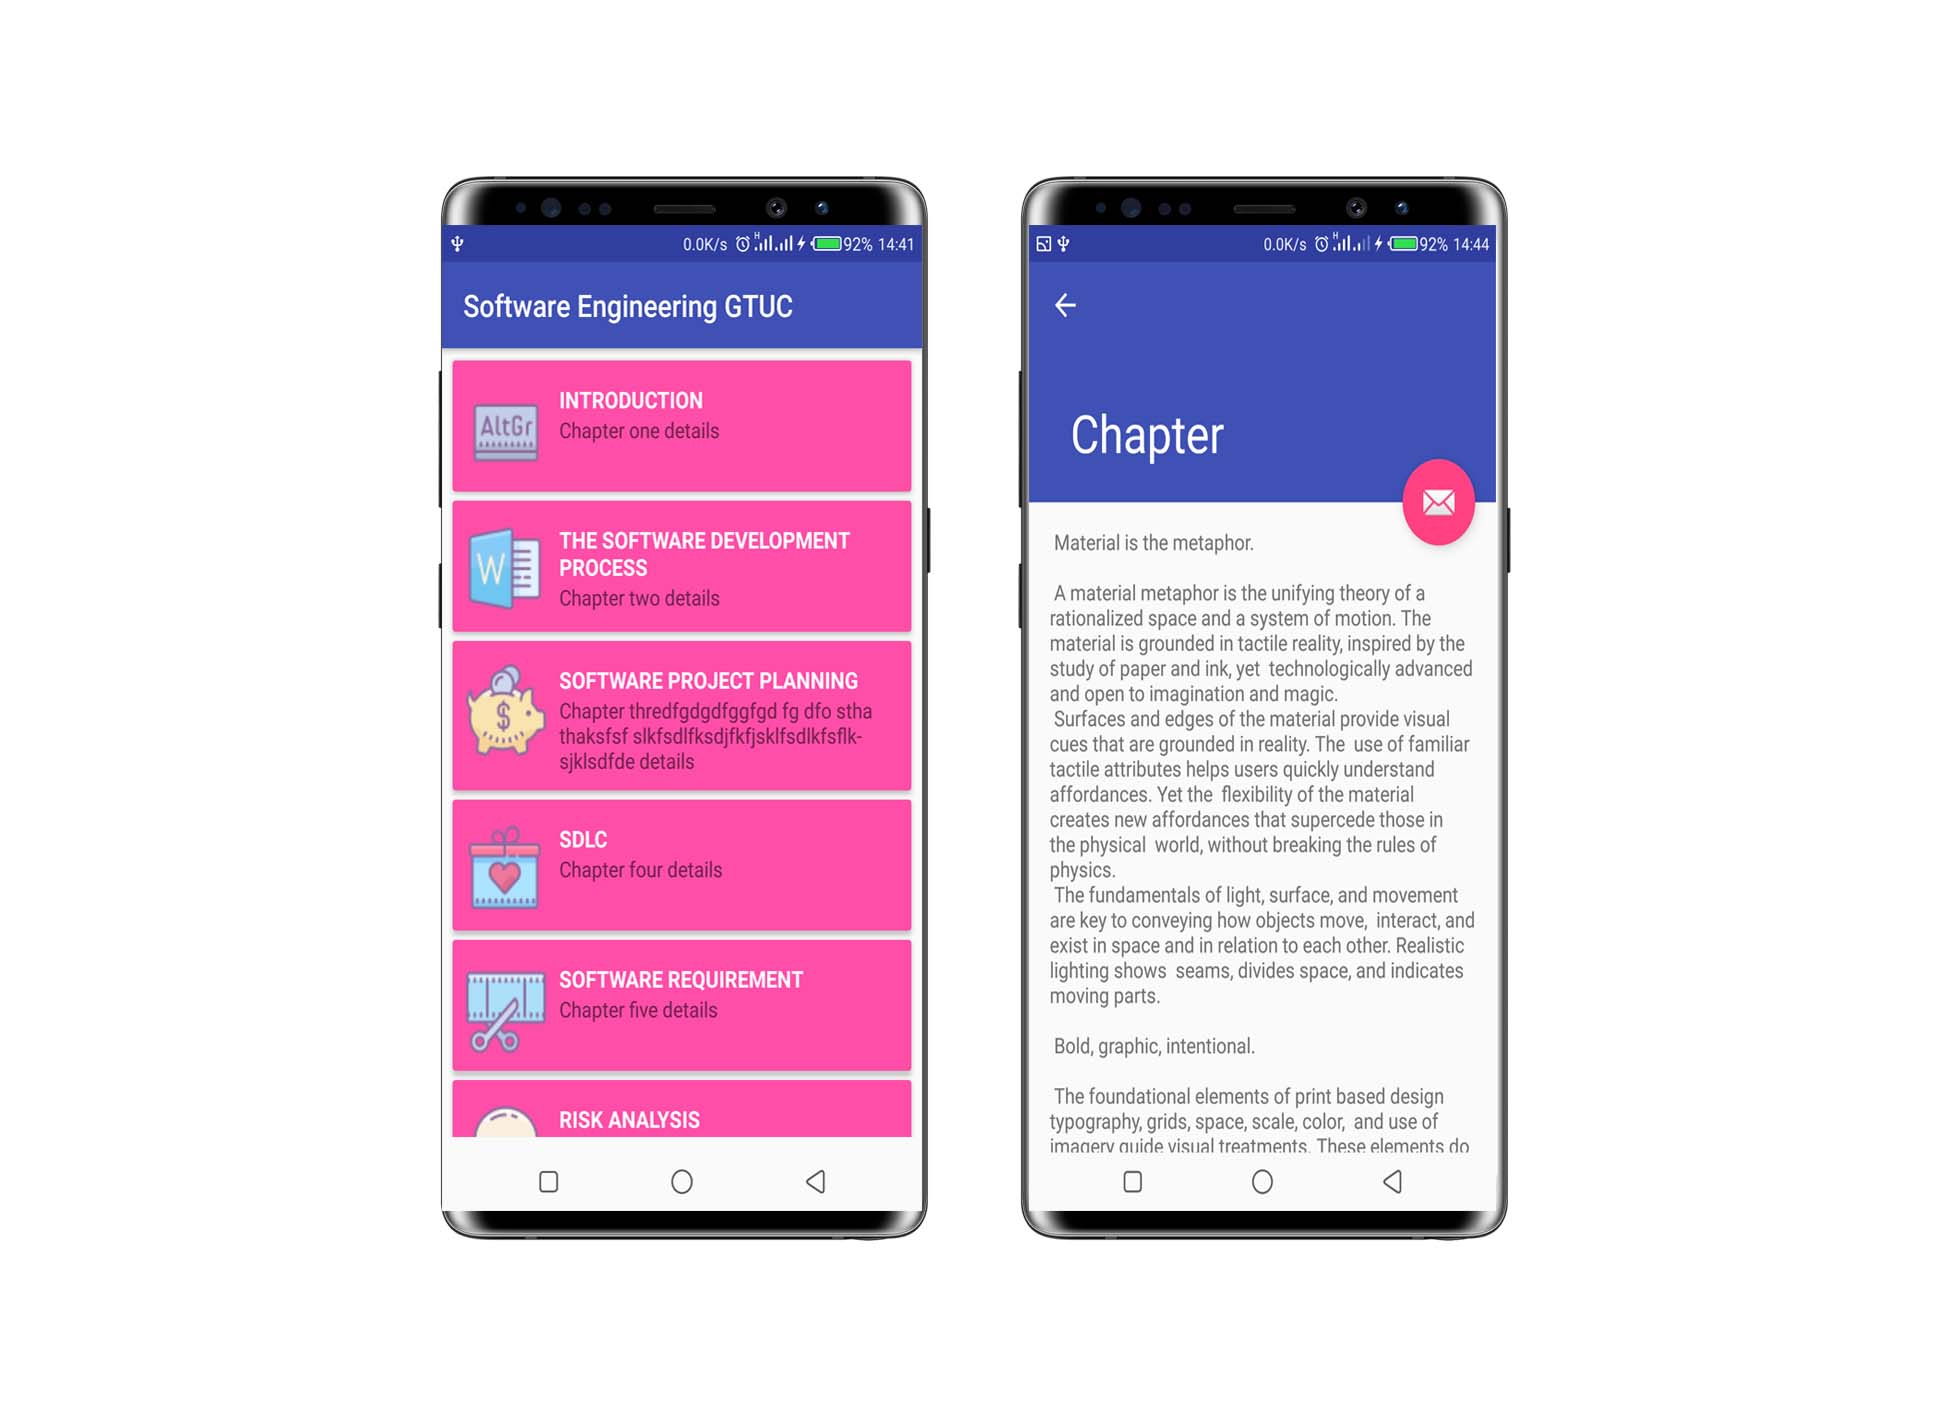 0.0K/s H 92% 14:41
Software Engineering GTUC
AltGr
INTRODUCTION
Chapter one details
W
THE SOFTWARE DEVELOPMENT
PROCESS
Chapter two details
$
SOFTWARE PROJECT PLANNING
Chapter thredfgdgdfggfgd fg dfo stha
thaksfsf slkfsdlfksdjfkfjsklfsdlkfsflk-
sjklsdfde details
SDLC
Chapter four details
SOFTWARE REQUIREMENT
Chapter five details
RISK ANALYSIS
0.0K/s H 92% 14:44
Chapter
Material is the metaphor.
A material metaphor is the unifying theory of a
rationalized space and a system of motion. The
material is grounded in tactile reality, inspired by the
study of paper and ink, yet technologically advanced
and open to imagination and magic.
Surfaces and edges of the material provide visual
cues that are grounded in reality. The use of familiar
tactile attributes helps users quickly understand
affordances. Yet the flexibility of the material
creates new affordances that supercede those in
the physical world, without breaking the rules of
physics.
The fundamentals of light, surface, and movement
are key to conveying how objects move, interact, and
exist in space and in relation to each other. Realistic
lighting shows seams, divides space, and indicates
moving parts.
Bold, graphic, intentional.
The foundational elements of print based design
typography, grids, space, scale, color, and use of
imagery guide visual treatments. These elements do